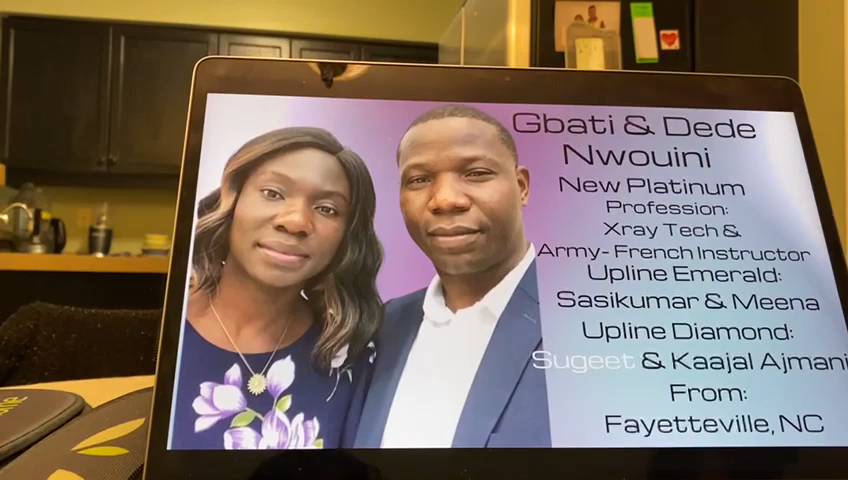 Gbati & Dede
Nwouini
New Platinum
Profession:
Xray Tech &
Army- French Instructor
Upline Emerald:
Sasikumar & Meena
Upline Diamond:
Sugeet & Kaajal Ajmani
From:
Fayetteville, NC